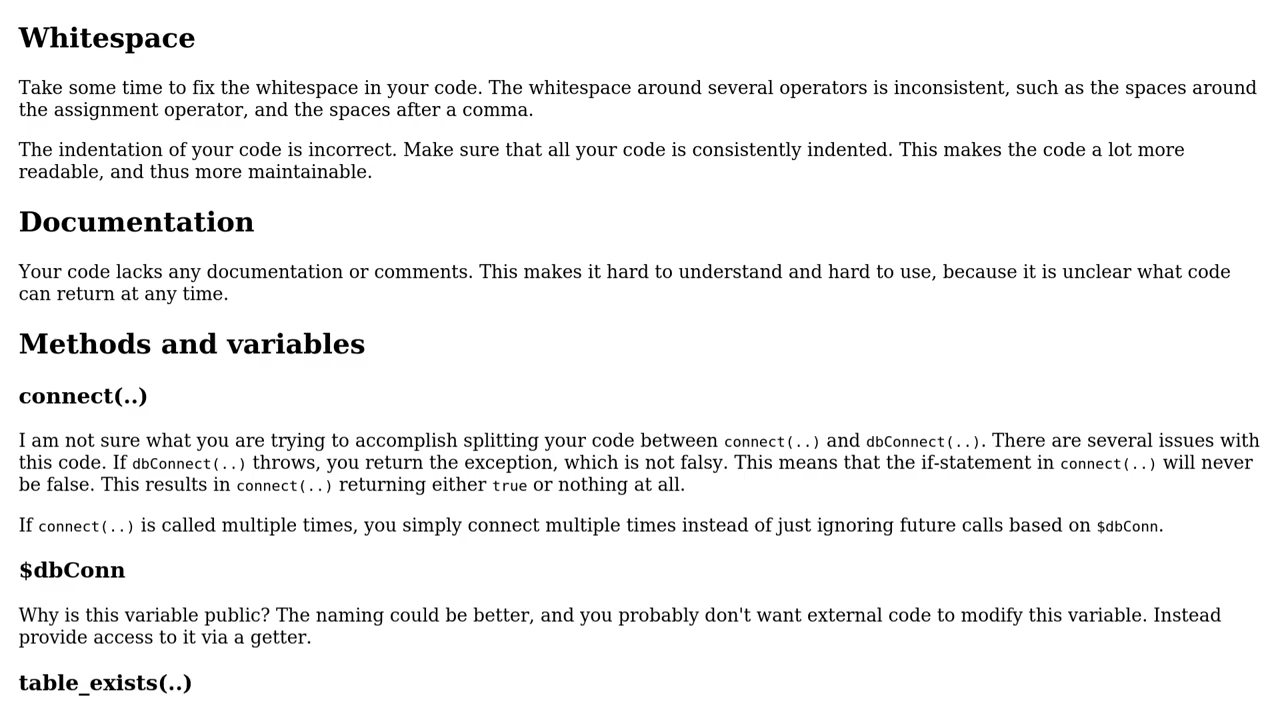 Whitespace
Take some time to fix the whitespace in your code. The whitespace around several operators is inconsistent, such as the spaces around
the assignment operator, and the spaces after a comma.
The indentation of your code is incorrect. Make sure that all your code is consistently indented. This makes the code a lot more
readable, and thus more maintainable.
Documentation
Your code lacks any documentation or comments. This makes it hard to understand and hard to use, because it is unclear what code
can return at any time.
Methods and variables
connect(..)
I am not sure what you are trying to accomplish splitting your code between connect(..) and dbConnect(..). There are several issues with
this code. If dbConnect(..) throws, you return the exception, which is not falsy. This means that the if-statement in connect(..) will never
be false. This results in connect(..) returning either true or nothing at all.
If connect(..) is called multiple times, you simply connect multiple times instead of just ignoring future calls based on $dbConn.
$dbConn
Why is this variable public? The naming could be better, and you probably don't want external code to modify this variable. Instead
provide access to it via a getter.
table_exists(..)